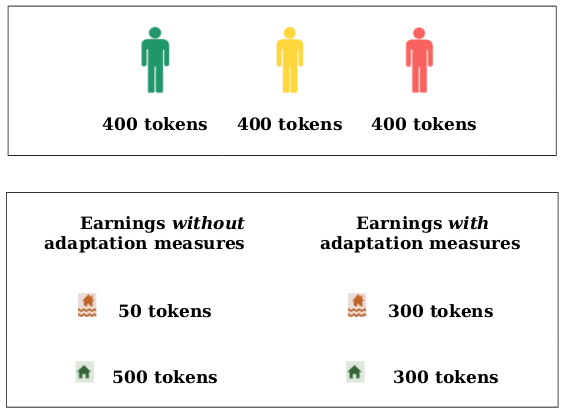 400 tokens 400 tokens 400 tokens
Earnings without
adaptation measures
Earnings with
adaptation measures
50 tokens 300 tokens
500 tokens 300 tokens